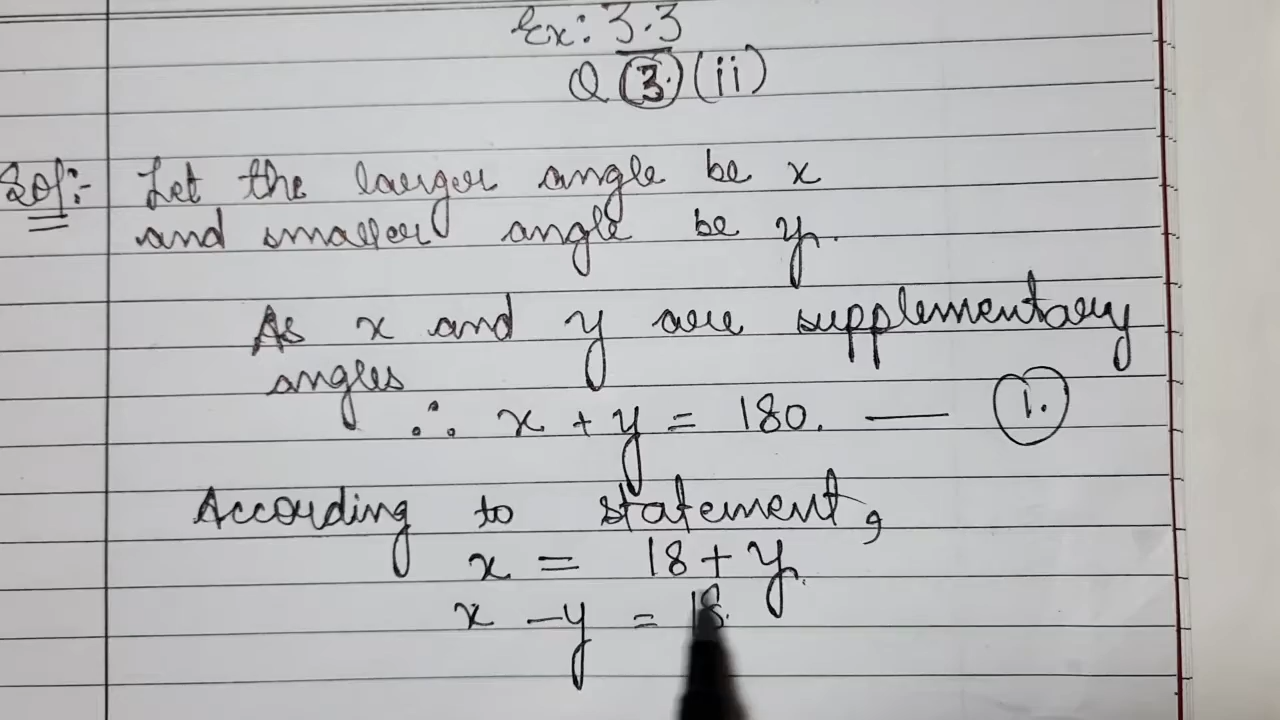 Ex: 3.3
Q (3.) (ii)
Sol:- Let the larger angle be x
and smaller angle be y.
As x and y are supplementary
angles
∴ x + y = 180. — (1.)
According to statement,
x = 18 + y.
x - y = 18.